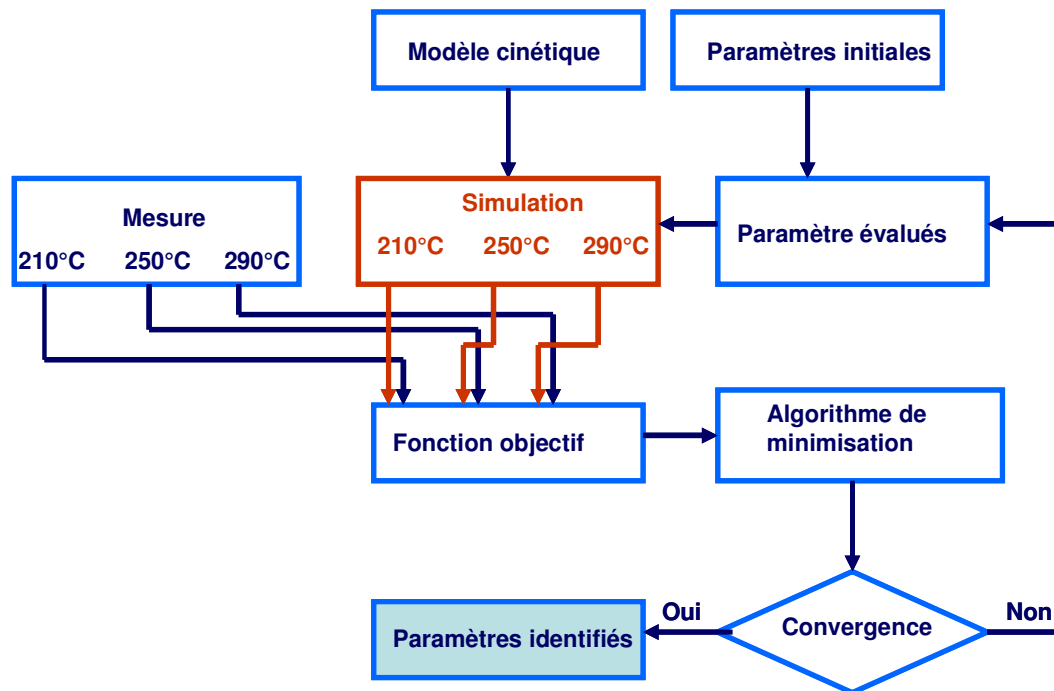 Modèle cinétique
Paramètres initiales
Mesure
210°C 250°C 290°C
Simulation
210°C 250°C 290°C
Paramètre évalués
Fonction objectif
Algorithme de
minimisation
Paramètres identifiés
Oui
Convergence
Non